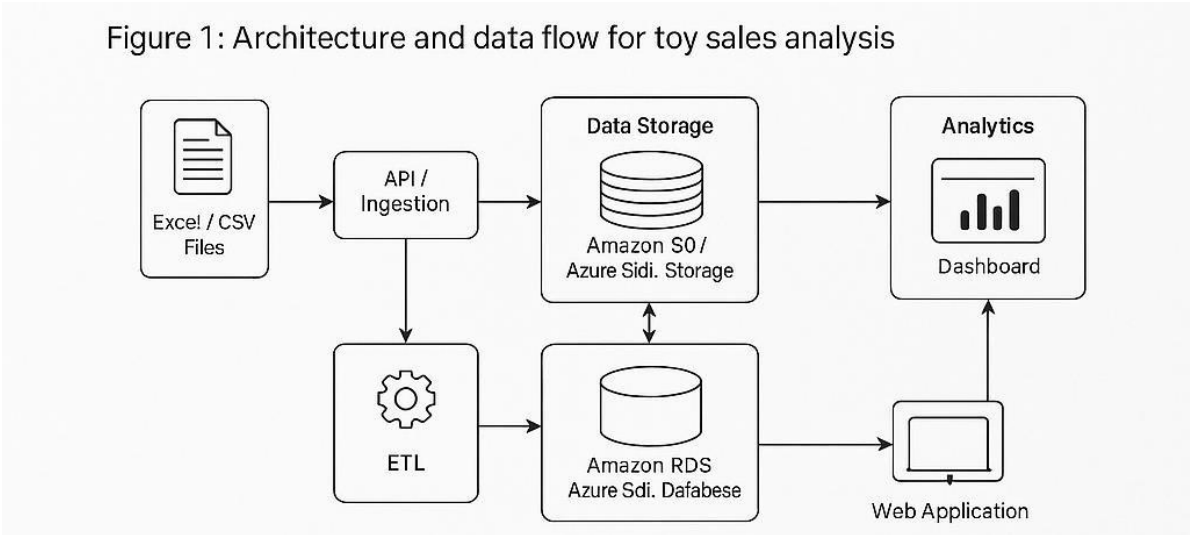 Figure 1: Architecture and data flow for toy sales analysis
Exce! / CSV
Files
API /
Ingestion
Data Storage
Amazon S0 /
Azure Sidi. Storage
Analytics
Dashboard
ETL
Amazon RDS
Azure Sdi. Dafabese
Web Application